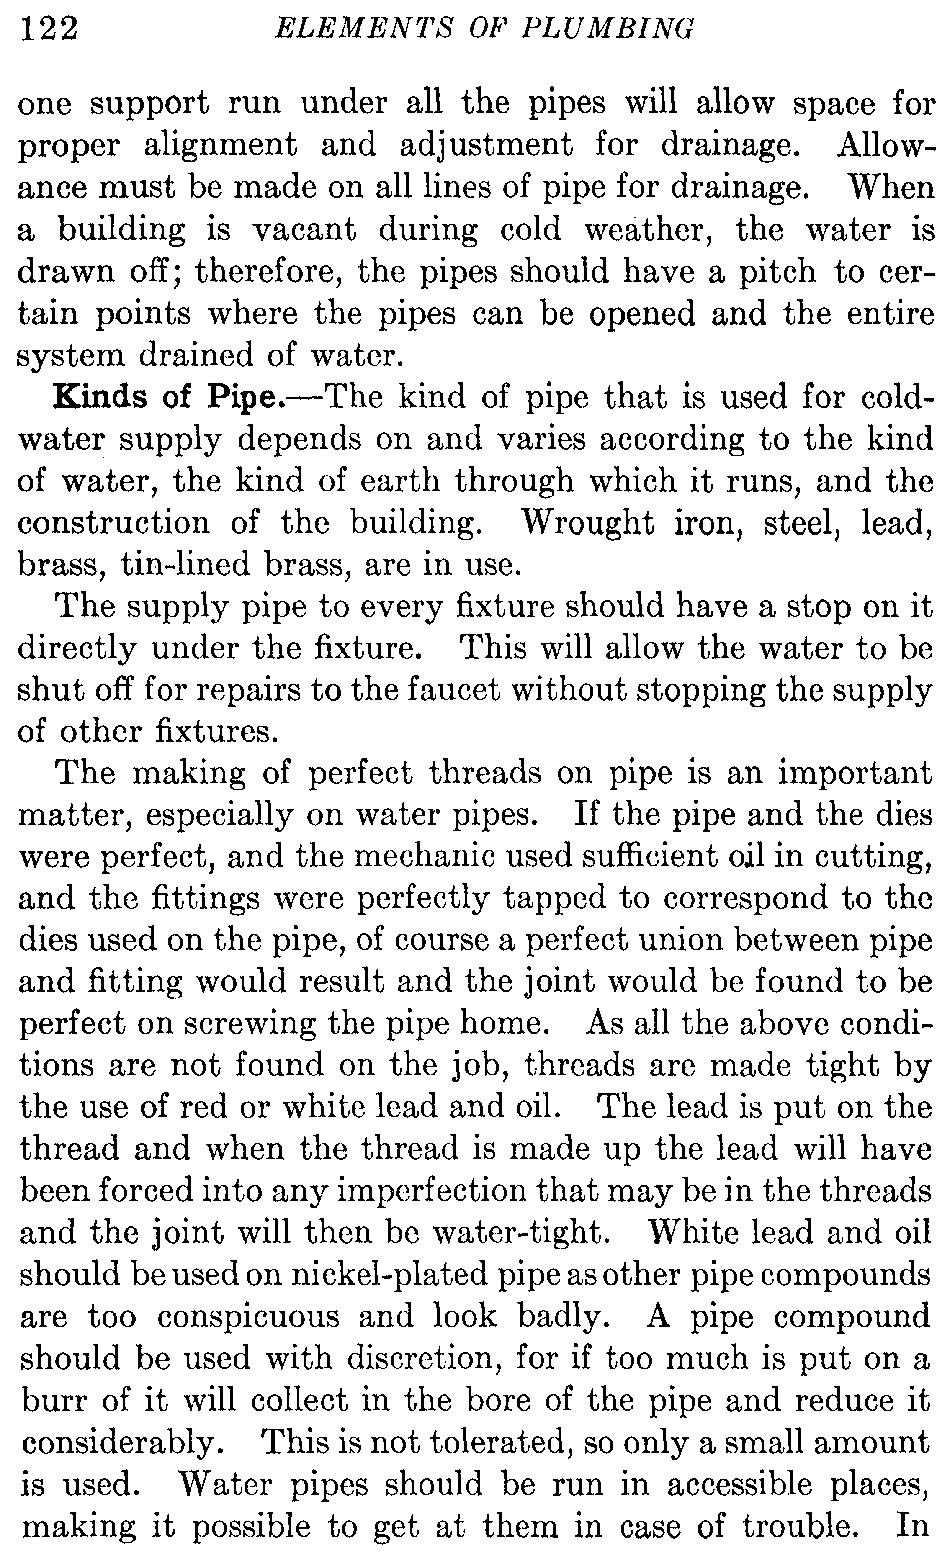 122 ELEMENTS OF PLUMBING
one support run under all the pipes will allow space for
proper alignment and adjustment for drainage. Allow-
ance must be made on all lines of pipe for drainage. When
a building is vacant during cold weather, the water is
drawn off; therefore, the pipes should have a pitch to cer-
tain points where the pipes can be opened and the entire
system drained of water.
Kinds of Pipe.—The kind of pipe that is used for cold-
water supply depends on and varies according to the kind
of water, the kind of earth through which it runs, and the
construction of the building. Wrought iron, steel, lead,
brass, tin-lined brass, are in use.
The supply pipe to every fixture should have a stop on it
directly under the fixture. This will allow the water to be
shut off for repairs to the faucet without stopping the supply
of other fixtures.
The making of perfect threads on pipe is an important
matter, especially on water pipes. If the pipe and the dies
were perfect, and the mechanic used sufficient oil in cutting,
and the fittings were perfectly tapped to correspond to the
dies used on the pipe, of course a perfect union between pipe
and fitting would result and the joint would be found to be
perfect on screwing the pipe home. As all the above condi-
tions are not found on the job, threads are made tight by
the use of red or white lead and oil. The lead is put on the
thread and when the thread is made up the lead will have
been forced into any imperfection that may be in the threads
and the joint will then be water-tight. White lead and oil
should be used on nickel-plated pipe as other pipe compounds
are too conspicuous and look badly. A pipe compound
should be used with discretion, for if too much is put on a
burr of it will collect in the bore of the pipe and reduce it
considerably. This is not tolerated, so only a small amount
is used. Water pipes should be run in accessible places,
making it possible to get at them in case of trouble. In